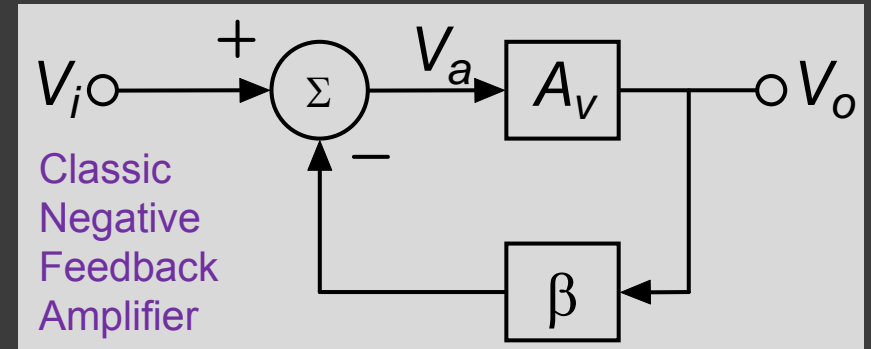 +
Vi
Σ
Va
Av
Vo
−
Classic
Negative
Feedback
Amplifier
β